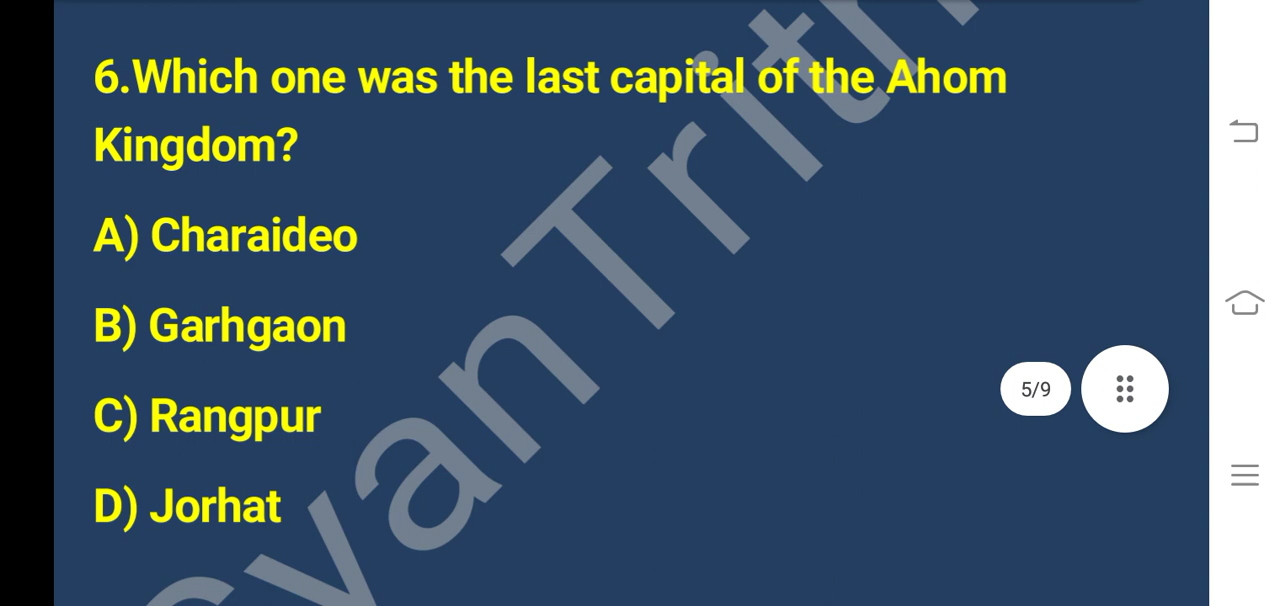 6.Which one was the last capital of the Ahom
Kingdom?
A) Charaideo
B) Garhgaon
C) Rangpur
D) Jorhat
5/9